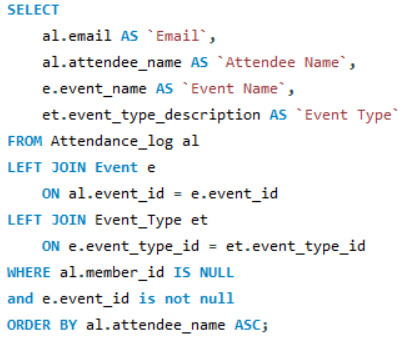 SELECT
    al.email AS `Email`,
    al.attendee_name AS `Attendee Name`,
    e.event_name AS `Event Name`,
    et.event_type_description AS `Event Type`
FROM Attendance_log al
LEFT JOIN Event e
    ON al.event_id = e.event_id
LEFT JOIN Event_Type et
    ON e.event_type_id = et.event_type_id
WHERE al.member_id IS NULL
and e.event_id is not null
ORDER BY al.attendee_name ASC;